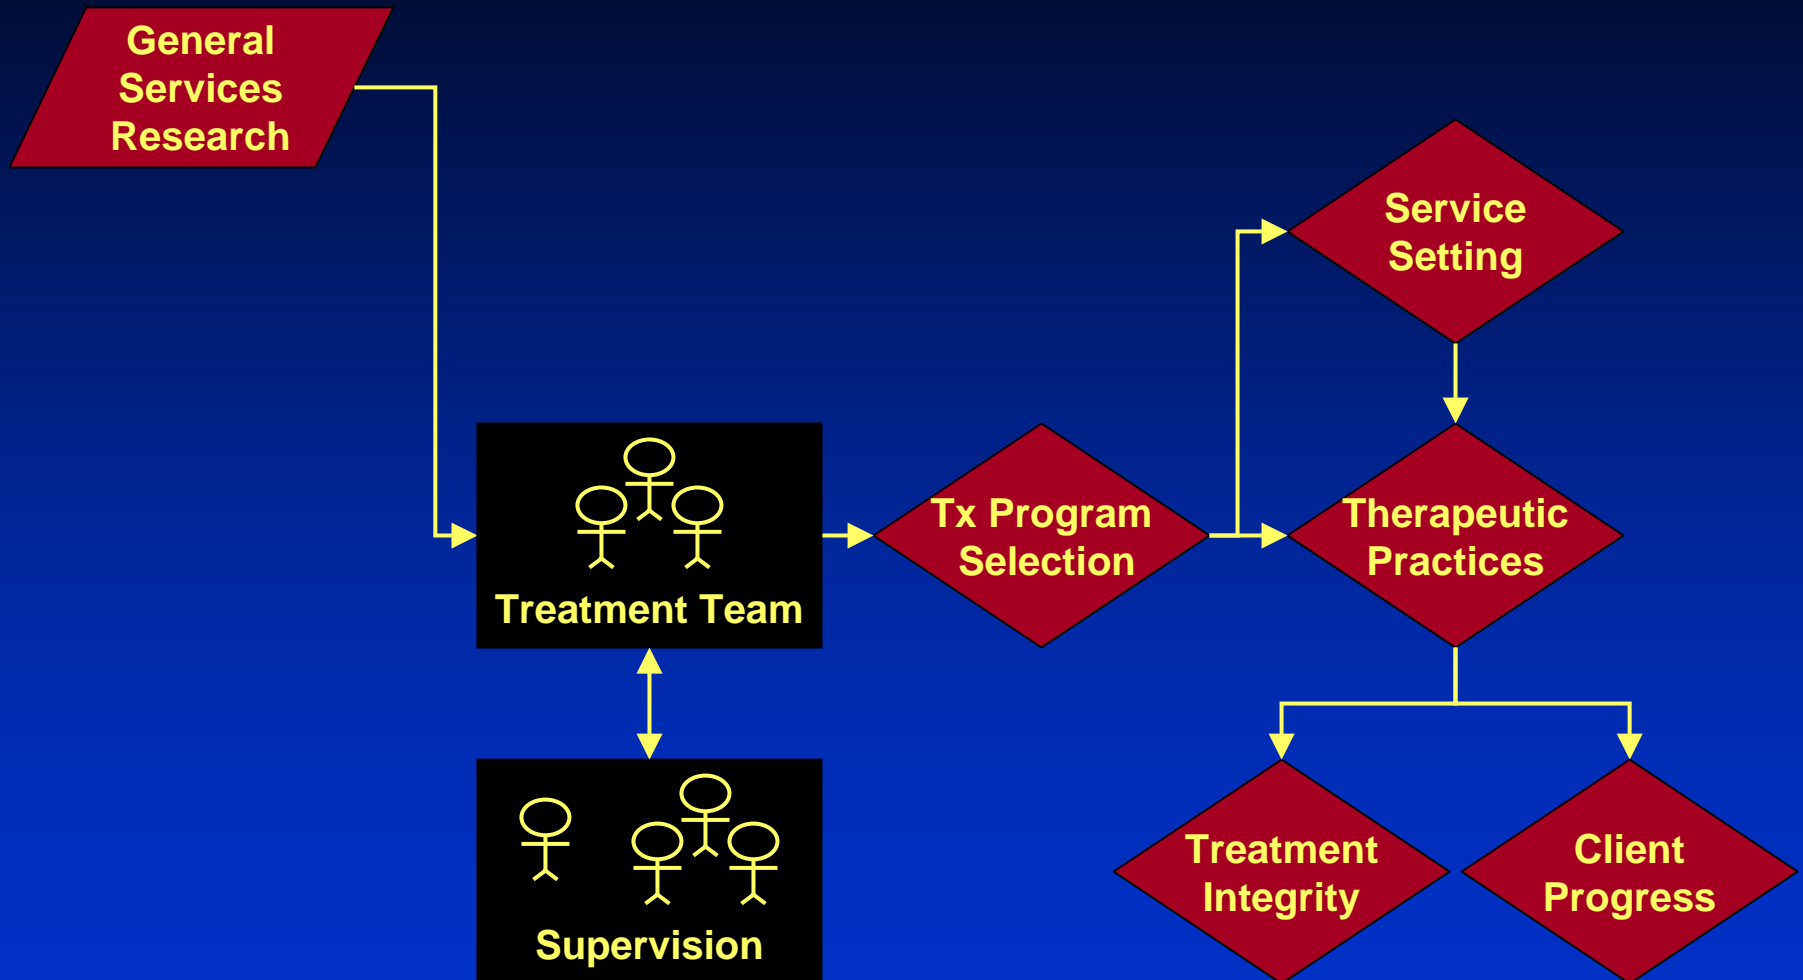 General
Services
Research
Service
Setting
Treatment Team
Tx Program
Selection
Therapeutic
Practices
Supervision
Treatment
Integrity
Client
Progress